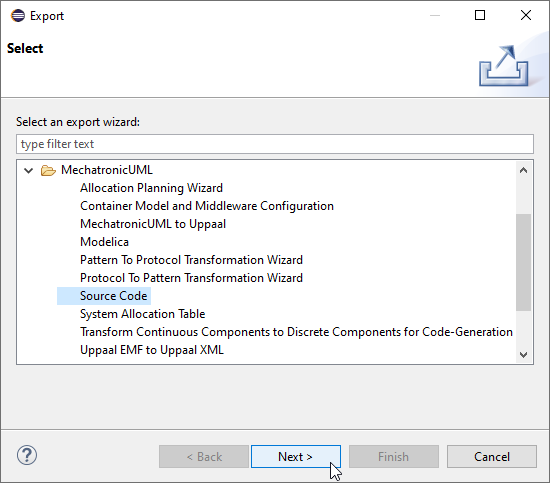 Export
Select
Select an export wizard:
type filter text
MechatronicUML
Allocation Planning Wizard
Container Model and Middleware Configuration
MechatronicUML to Uppaal
Modelica
Pattern To Protocol Transformation Wizard
Protocol To Pattern Transformation Wizard
Source Code
System Allocation Table
Transform Continuous Components to Discrete Components for Code-Generation
Uppaal EMF to Uppaal XML
? < Back Next > Finish Cancel